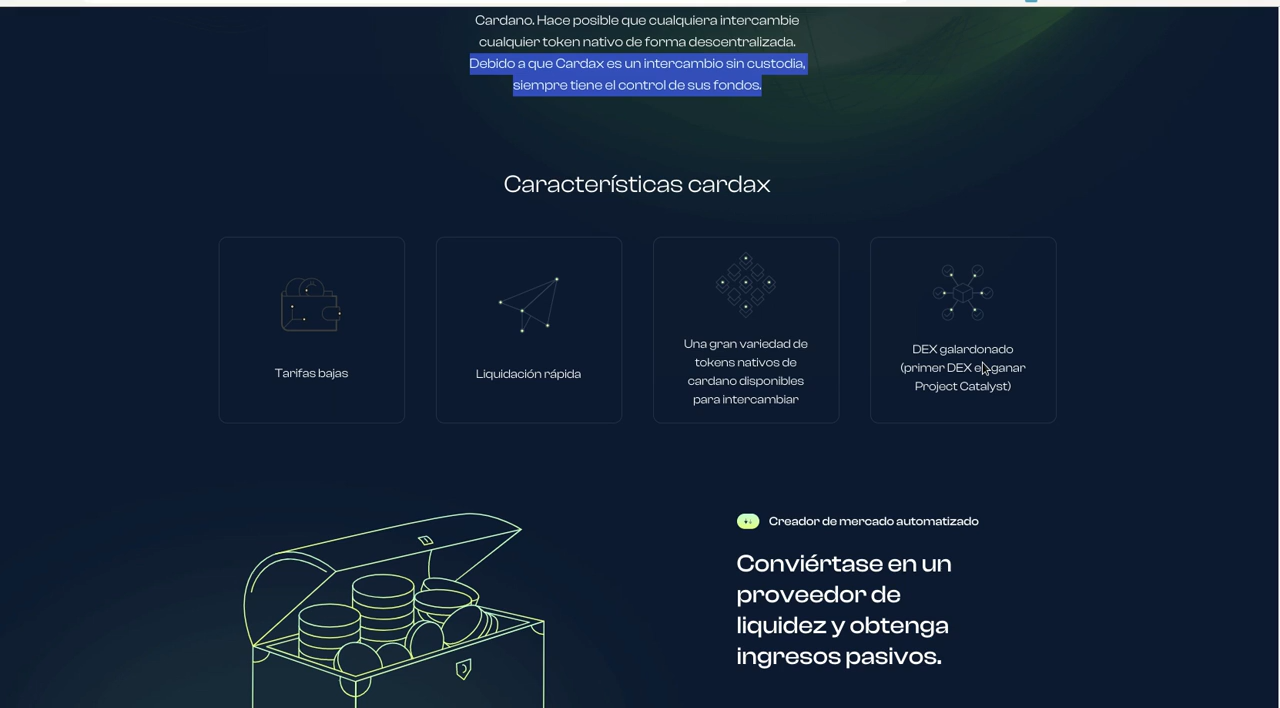 Cardano. Hace posible que cualquiera intercambie
cualquier token nativo de forma descentralizada.
Debido a que Cardax es un intercambio sin custodia,
siempre tiene el control de sus fondos.
Características cardax
Tarifas bajas
Liquidación rápida
Una gran variedad de
tokens nativos de
cardano disponibles
para intercambiar
DEX galardonado
(primer DEX en ganar
Project Catalyst)
Creador de mercado automatizado
Conviértase en un
proveedor de
liquidez y obtenga
ingresos pasivos.